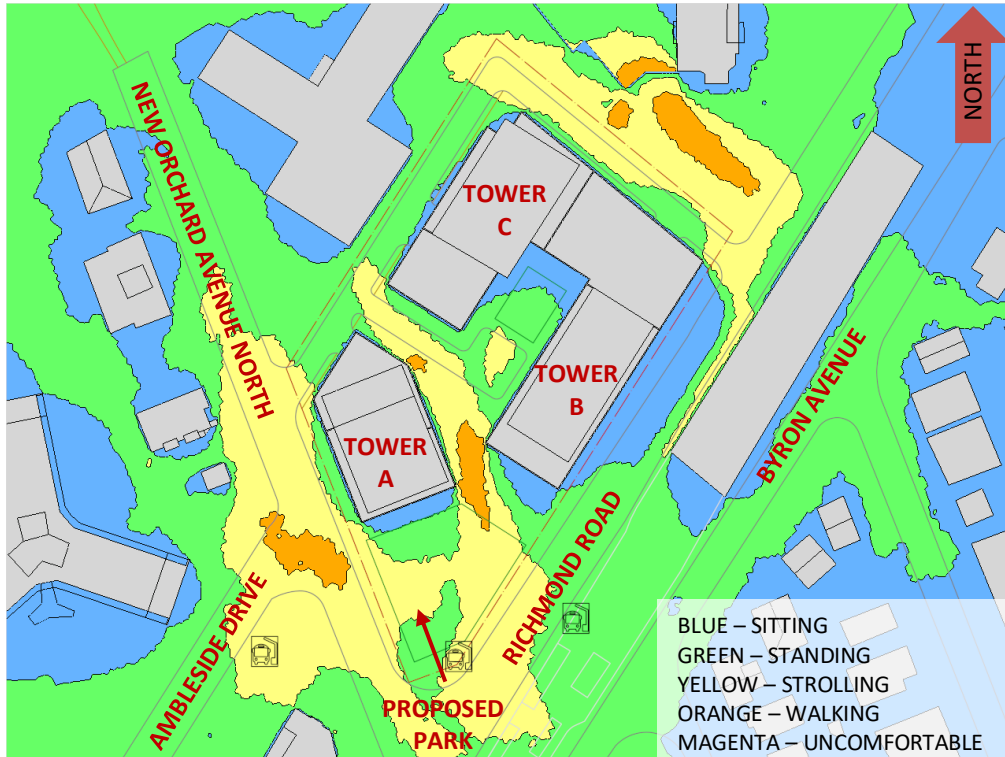 NORTH
NEW ORCHARD AVENUE NORTH
TOWER
C
TOWER
B
TOWER
A
BYRON AVENUE
RICHMOND ROAD
AMBLESIDE DRIVE
PROPOSED
PARK
BLUE – SITTING
GREEN – STANDING
YELLOW – STROLLING
ORANGE – WALKING
MAGENTA – UNCOMFORTABLE